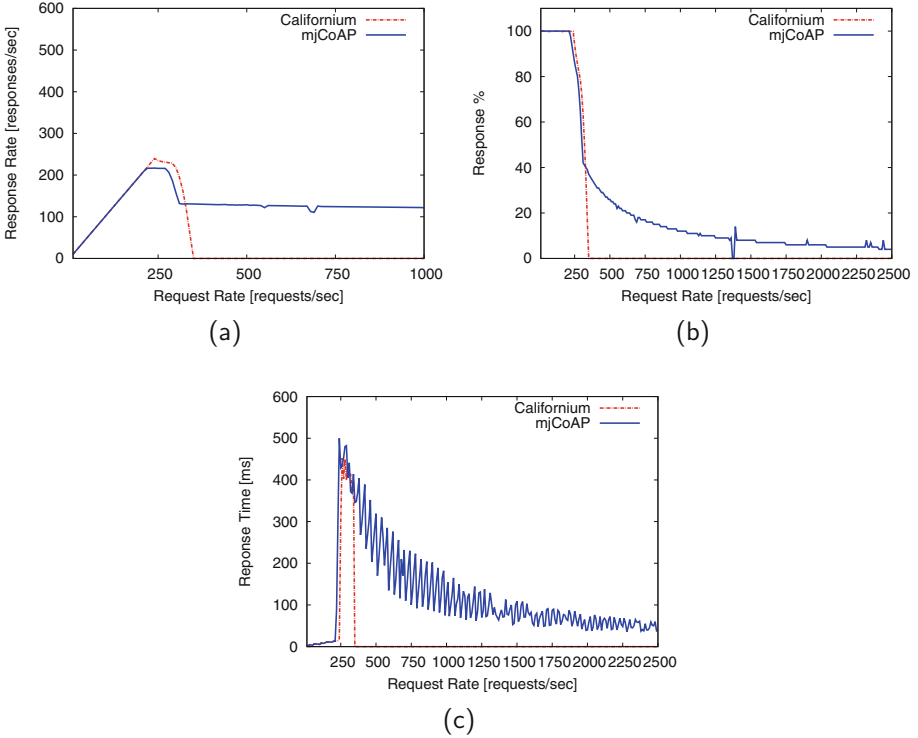 600
500
400
300
200
100
0
Response Rate [responses/sec]
Californium
mjCoAP
250 500 750 1000
Request Rate [requests/sec]
(a)
100
80
60
40
20
0
Response %
Californium
mjCoAP
250 500 750 1000 1250 1500 1750 2000 2250 2500
Request Rate [requests/sec]
(b)
600
500
400
300
200
100
0
Reponse Time [ms]
Californium
mjCoAP
250 500 750 1000 1250 1500 1750 2000 2250 2500
Request Rate [requests/sec]
(c)